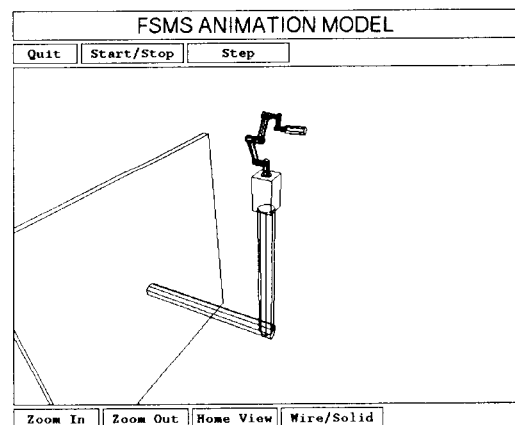 FSMS ANIMATION MODEL
Quit Start/Stop Step
Zoom In Zoom Out Home View Wire/Solid